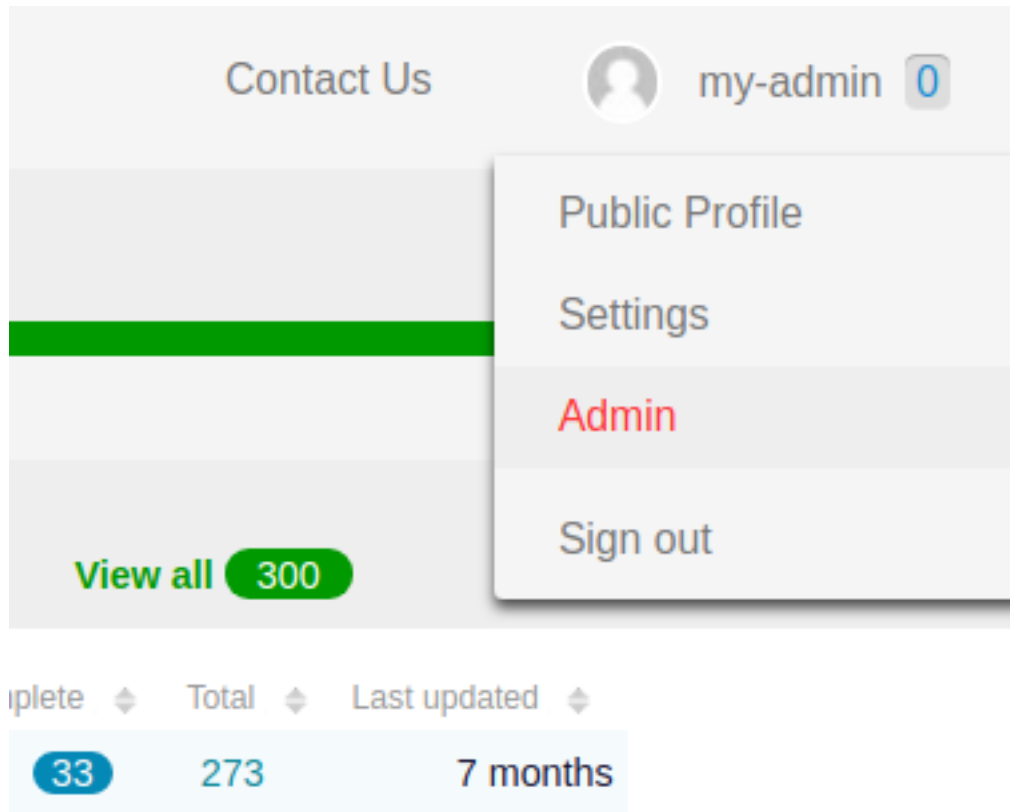 Contact Us my-admin 0
Public Profile
Settings
Admin
Sign out
View all 300
plete Total Last updated
33 273 7 months